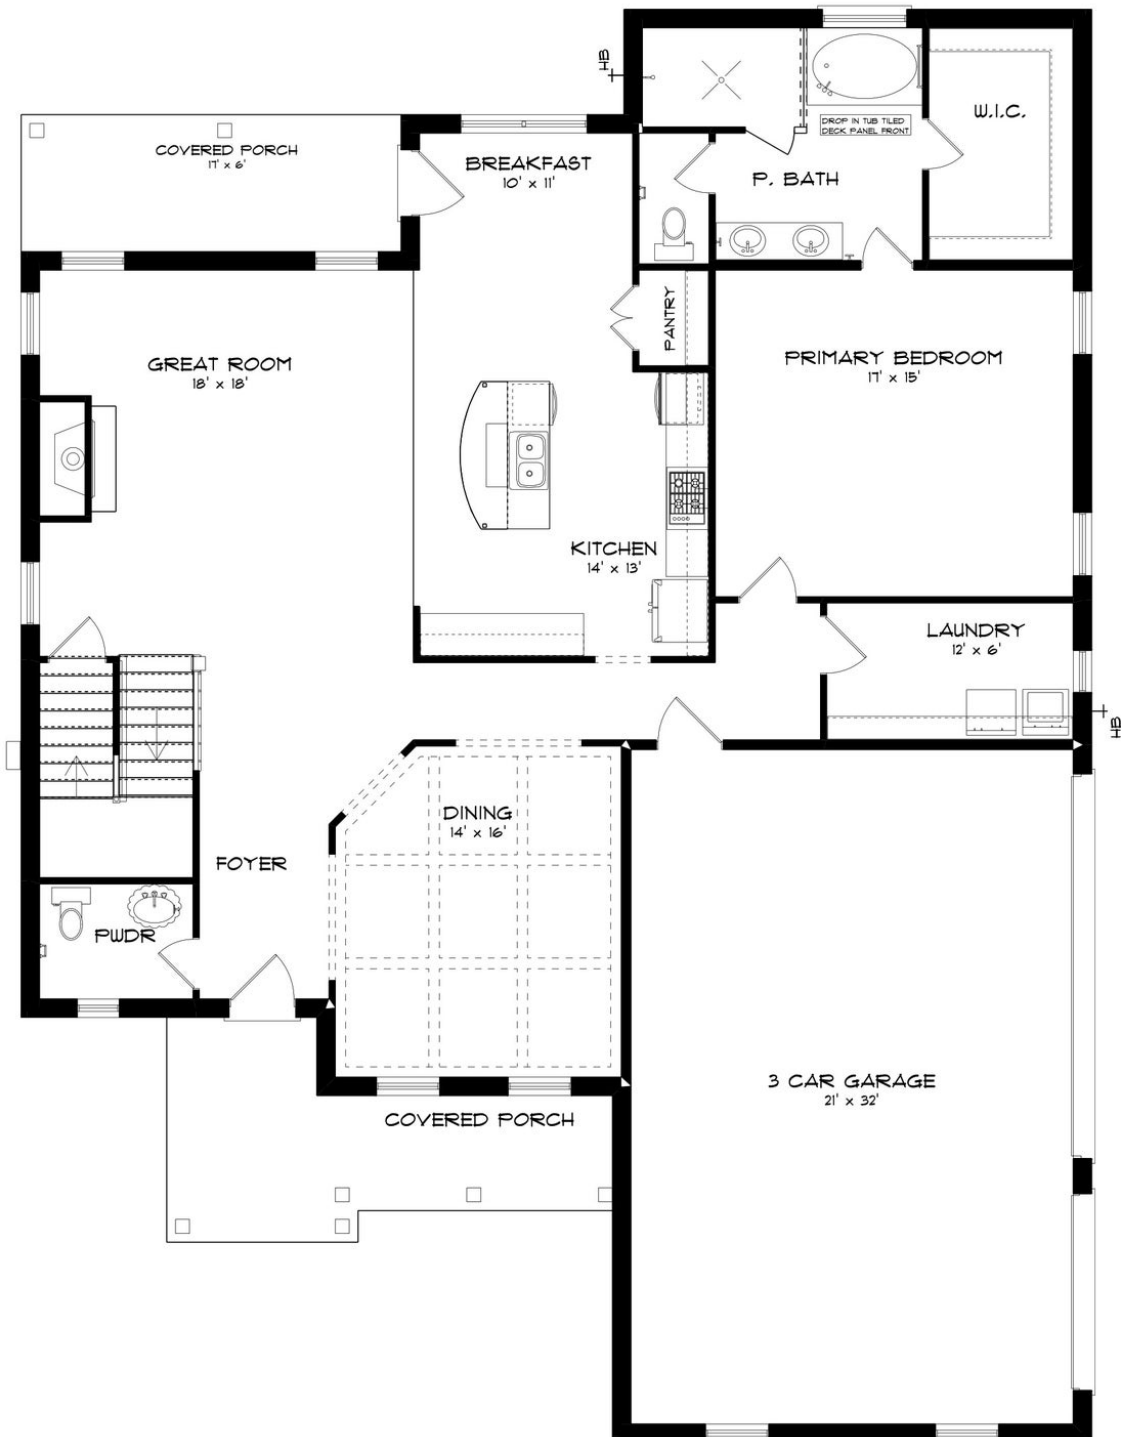 HB
W.I.C.
DROP IN TUB TILED
DECK PANEL FRONT
COVERED PORCH
17' x 6'
BREAKFAST
10' x 11'
P. BATH
PANTRY
GREAT ROOM
18' x 18'
PRIMARY BEDROOM
17' x 15'
KITCHEN
14' x 13'
LAUNDRY
12' x 6'
HB
DINING
14' x 16'
FOYER
PWDR
3 CAR GARAGE
21' x 32'
COVERED PORCH